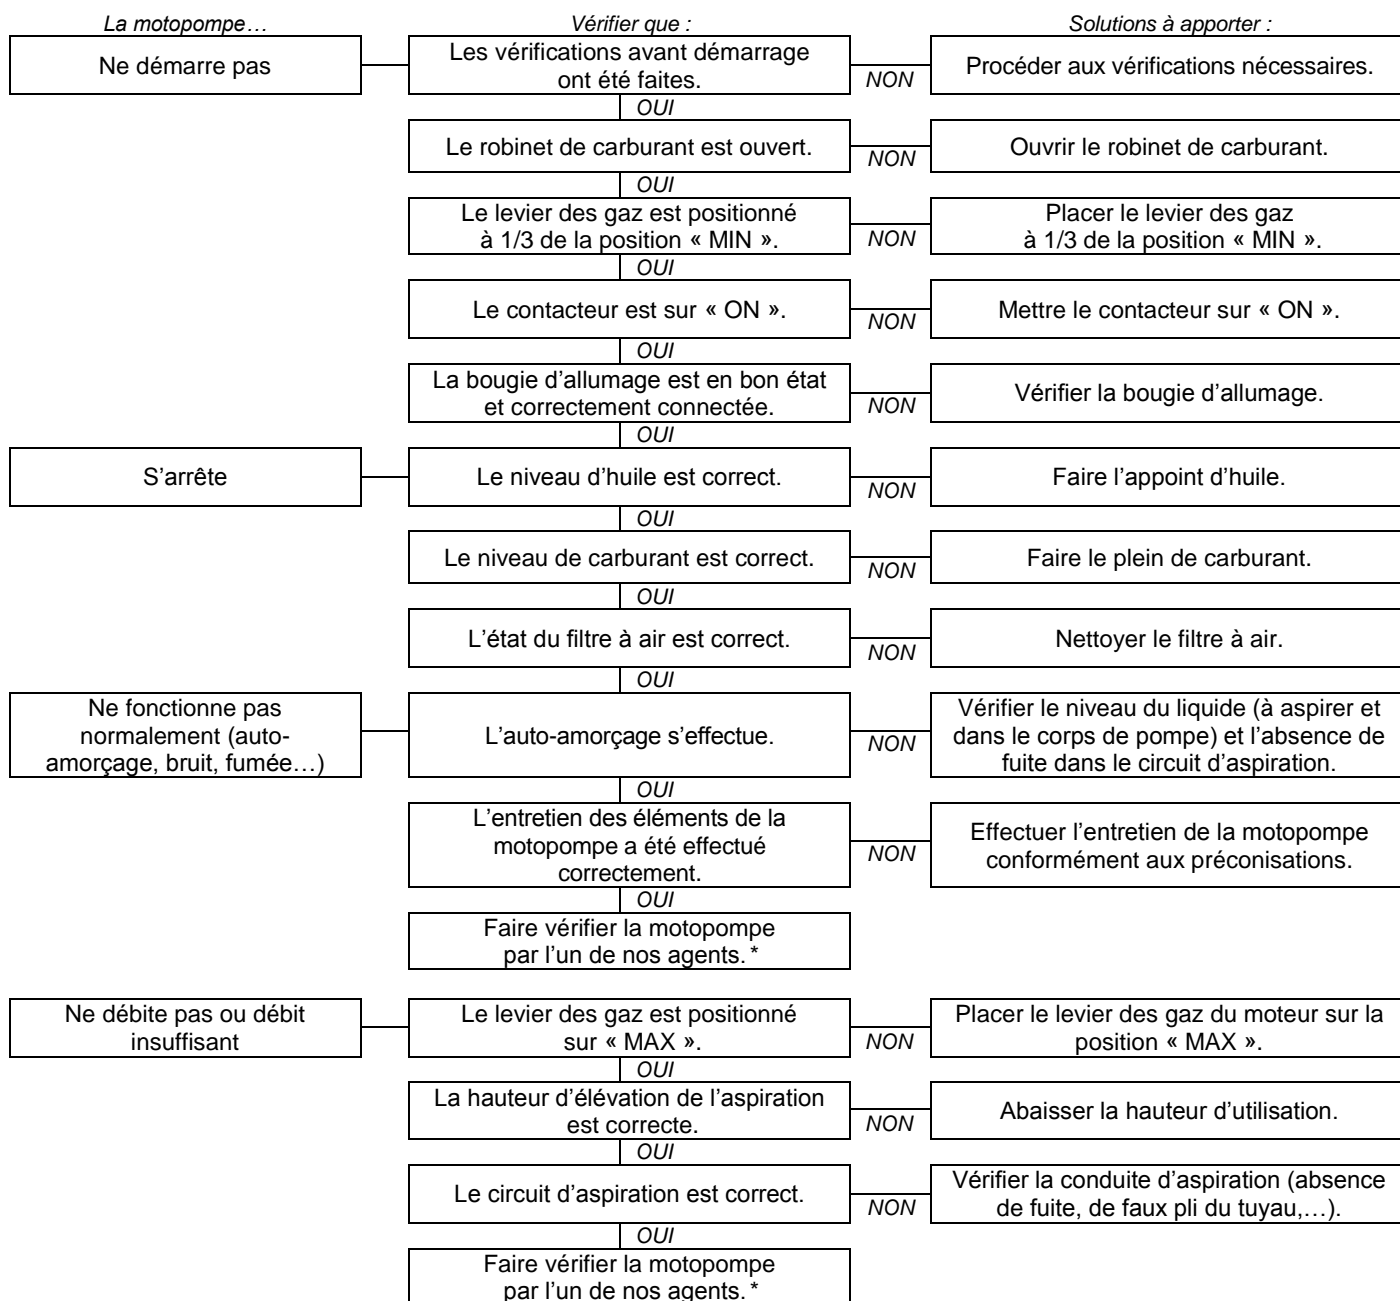 La motopompe…
Vérifier que :
Solutions à apporter :
Ne démarre pas
Les vérifications avant démarrage
ont été faites.
NON
Procéder aux vérifications nécessaires.
OUI
Le robinet de carburant est ouvert.
NON
Ouvrir le robinet de carburant.
OUI
Le levier des gaz est positionné
à 1/3 de la position « MIN ».
NON
Placer le levier des gaz
à 1/3 de la position « MIN ».
OUI
Le contacteur est sur « ON ».
NON
Mettre le contacteur sur « ON ».
OUI
La bougie d’allumage est en bon état
et correctement connectée.
NON
Vérifier la bougie d’allumage.
OUI
S’arrête
Le niveau d’huile est correct.
NON
Faire l’appoint d’huile.
OUI
Le niveau de carburant est correct.
NON
Faire le plein de carburant.
OUI
L’état du filtre à air est correct.
NON
Nettoyer le filtre à air.
OUI
Ne fonctionne pas
normalement (auto-
amorçage, bruit, fumée…)
L’auto-amorçage s’effectue.
NON
Vérifier le niveau du liquide (à aspirer et
dans le corps de pompe) et l’absence de
fuite dans le circuit d’aspiration.
OUI
L’entretien des éléments de la
motopompe a été effectué
correctement.
NON
Effectuer l’entretien de la motopompe
conformément aux préconisations.
OUI
Faire vérifier la motopompe
par l’un de nos agents. *
Ne débite pas ou débit
insuffisant
Le levier des gaz est positionné
sur « MAX ».
NON
Placer le levier des gaz du moteur sur la
position « MAX ».
OUI
La hauteur d’élévation de l’aspiration
est correcte.
NON
Abaisser la hauteur d’utilisation.
OUI
Le circuit d’aspiration est correct.
NON
Vérifier la conduite d’aspiration (absence
de fuite, de faux pli du tuyau,…).
OUI
Faire vérifier la motopompe
par l’un de nos agents. *